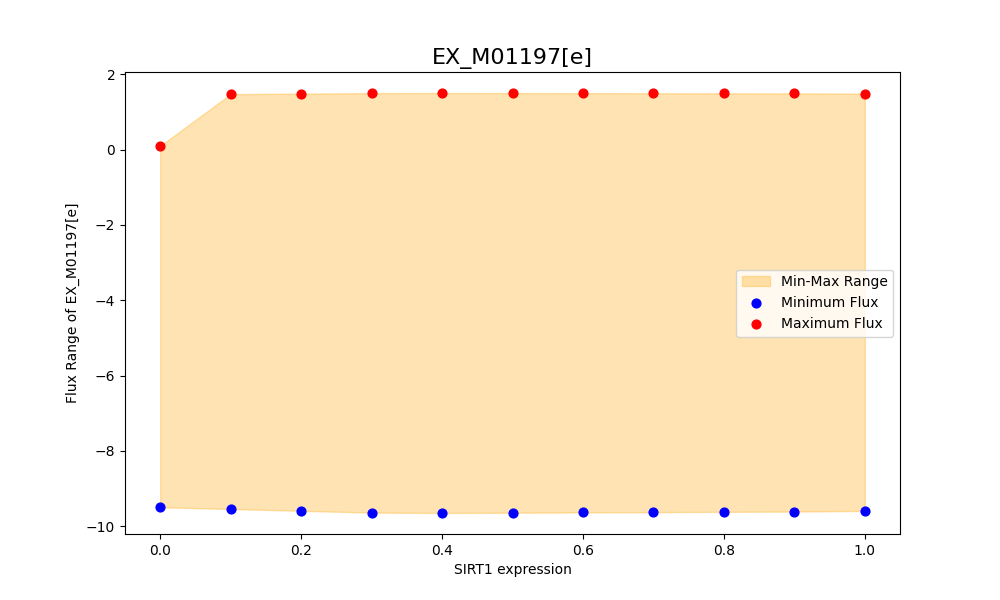 EX_M01197[e]
2
0
−2
−4
−6
−8
−10
Flux Range of EX_M01197[e]
Min-Max Range
Minimum Flux
Maximum Flux
0.0
0.2
0.4
0.6
0.8
1.0
SIRT1 expression